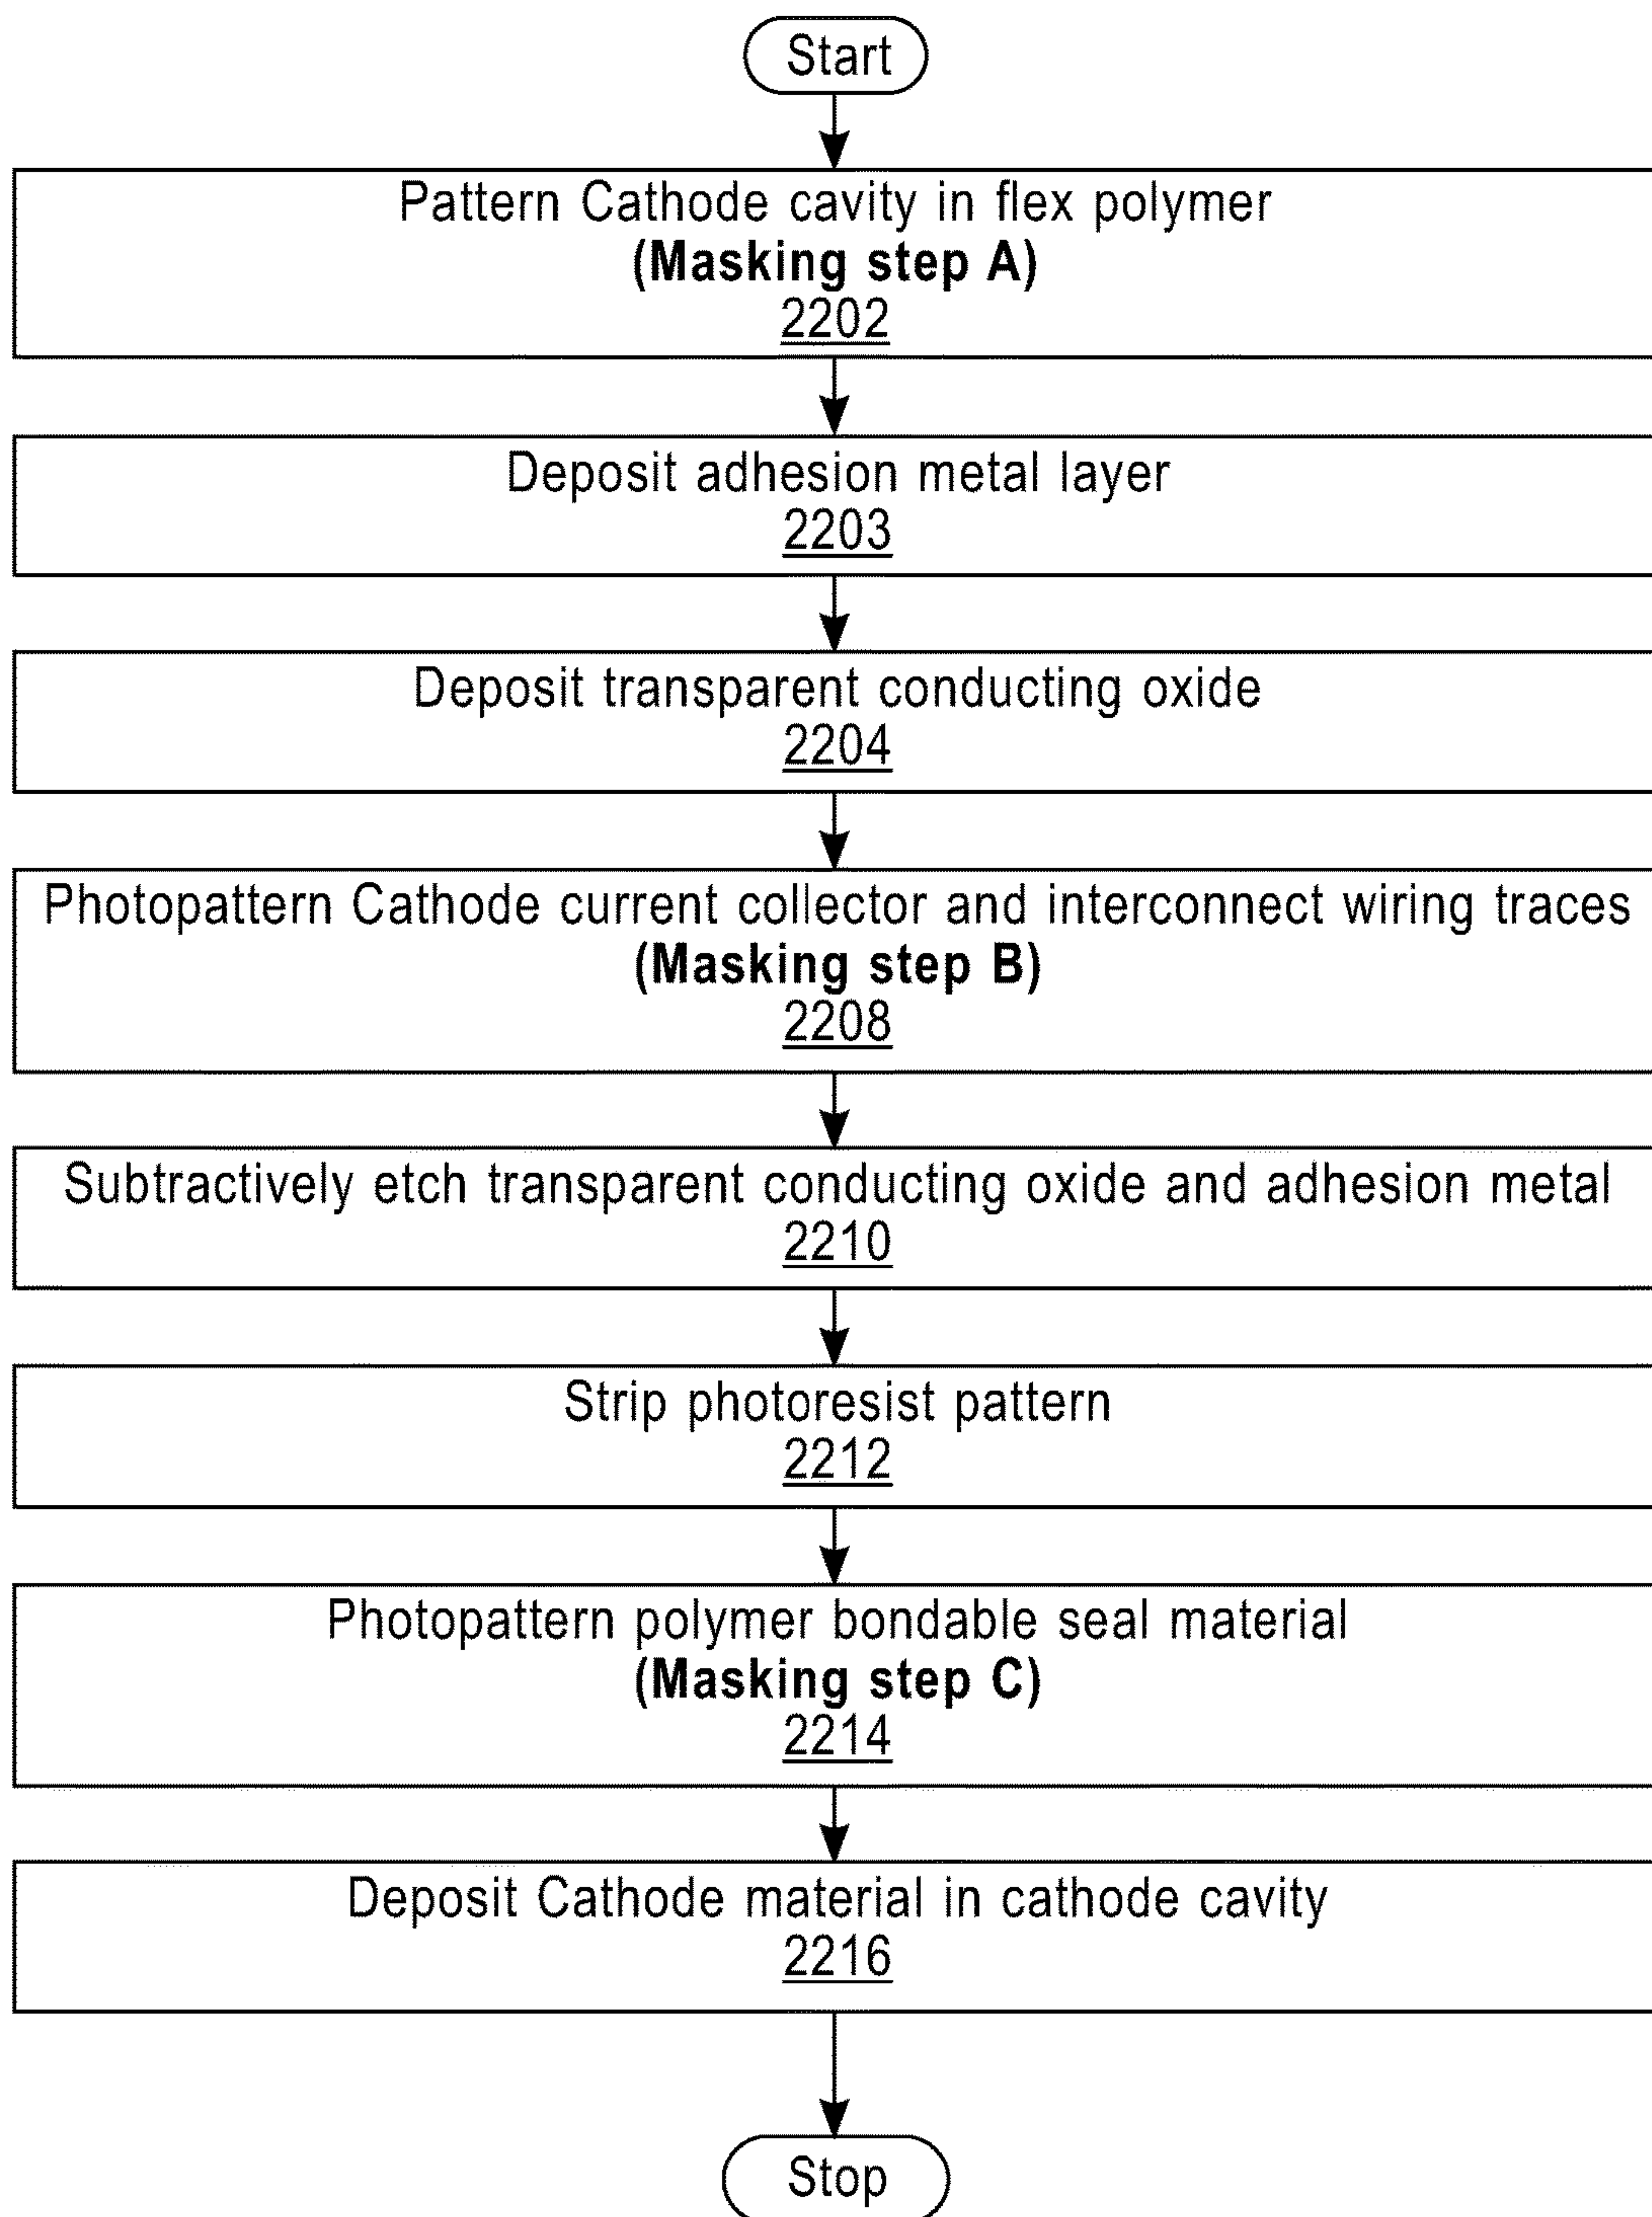 Start
Pattern Cathode cavity in flex polymer
(Masking step A)
2202
Deposit adhesion metal layer
2203
Deposit transparent conducting oxide
2204
Photopattern Cathode current collector and interconnect wiring traces
(Masking step B)
2208
Subtractively etch transparent conducting oxide and adhesion metal
2210
Strip photoresist pattern
2212
Photopattern polymer bondable seal material
(Masking step C)
2214
Deposit Cathode material in cathode cavity
2216
Stop